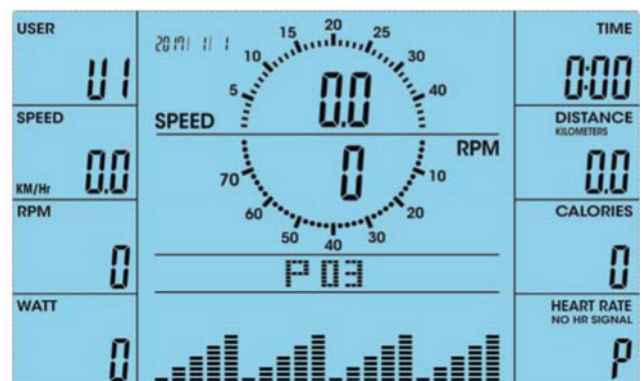 USER
U1
SPEED
0.0
KM/Hr
RPM
0
WATT
0
2017/ 1/ 1
5 10 15 20 25 30 40
SPEED
0.0
RPM
0
70 60 50 40 30 20 10
P 03
TIME
0:00
DISTANCE
KILOMETERS
0.0
CALORIES
0
HEART RATE
NO HR SIGNAL
P